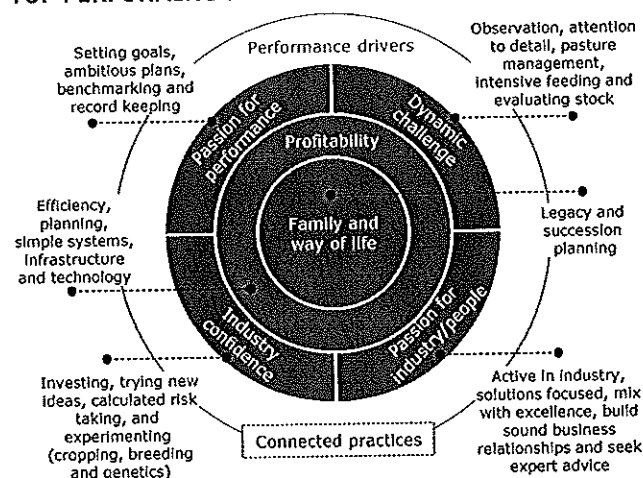 Performance drivers
Setting goals,
ambitious plans,
benchmarking and
record keeping
Observation, attention
to detail, pasture
management,
intensive feeding and
evaluating stock
Passion for
performance
Dynamic
challenge
Profitability
Family and
way of life
Efficiency,
planning,
simple systems,
infrastructure
and technology
Legacy and
succession
planning
Industry
confidence
Passion for
industry/people
Investing, trying new
ideas, calculated risk
taking, and
experimenting
(cropping, breeding
and genetics)
Connected practices
Active in industry,
solutions focused, mix
with excellence, build
sound business
relationships and seek
expert advice